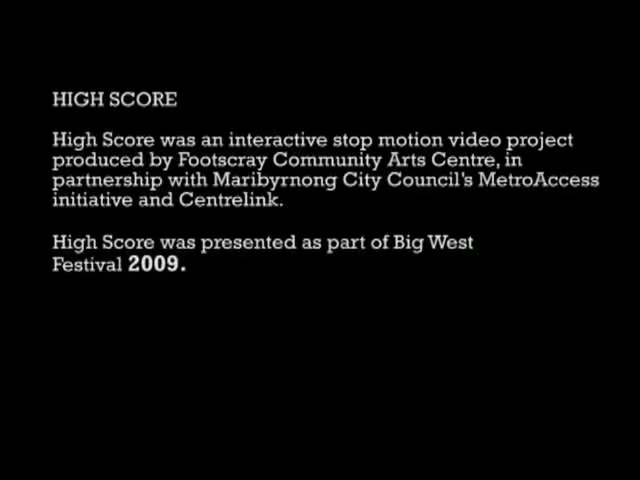 HIGH SCORE
High Score was an interactive stop motion video project
produced by Footscray Community Arts Centre, in
partnership with Maribyrnong City Council's MetroAccess
initiative and Centrelink.
High Score was presented as part of Big West
Festival 2009.